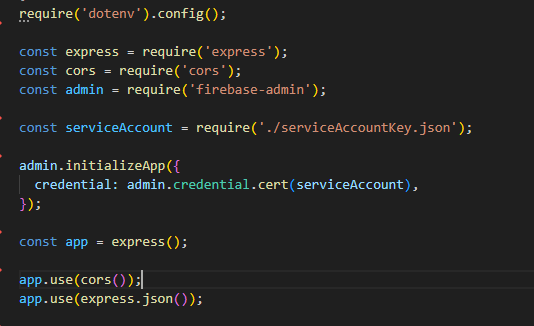 require('dotenv').config();
const express = require('express');
const cors = require('cors');
const admin = require('firebase-admin');
const serviceAccount = require('./serviceAccountKey.json');
admin.initializeApp({
  credential: admin.credential.cert(serviceAccount),
});
const app = express();
app.use(cors());
app.use(express.json());